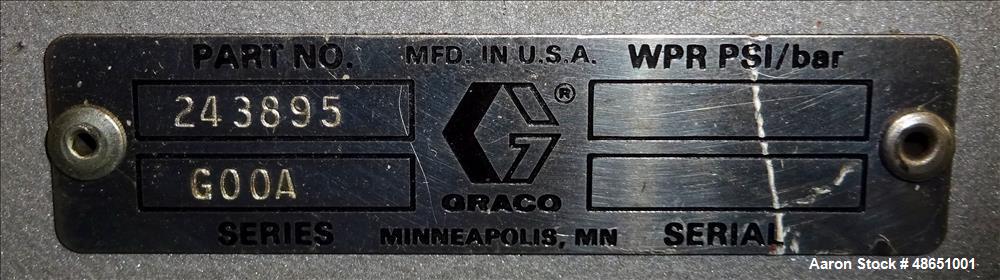 PART NO. MFD. IN U.S.A. WPR PSI/bar
243895
®
G00A
GRACO
SERIES MINNEAPOLIS, MN SERIAL
Aaron Stock # 48651001